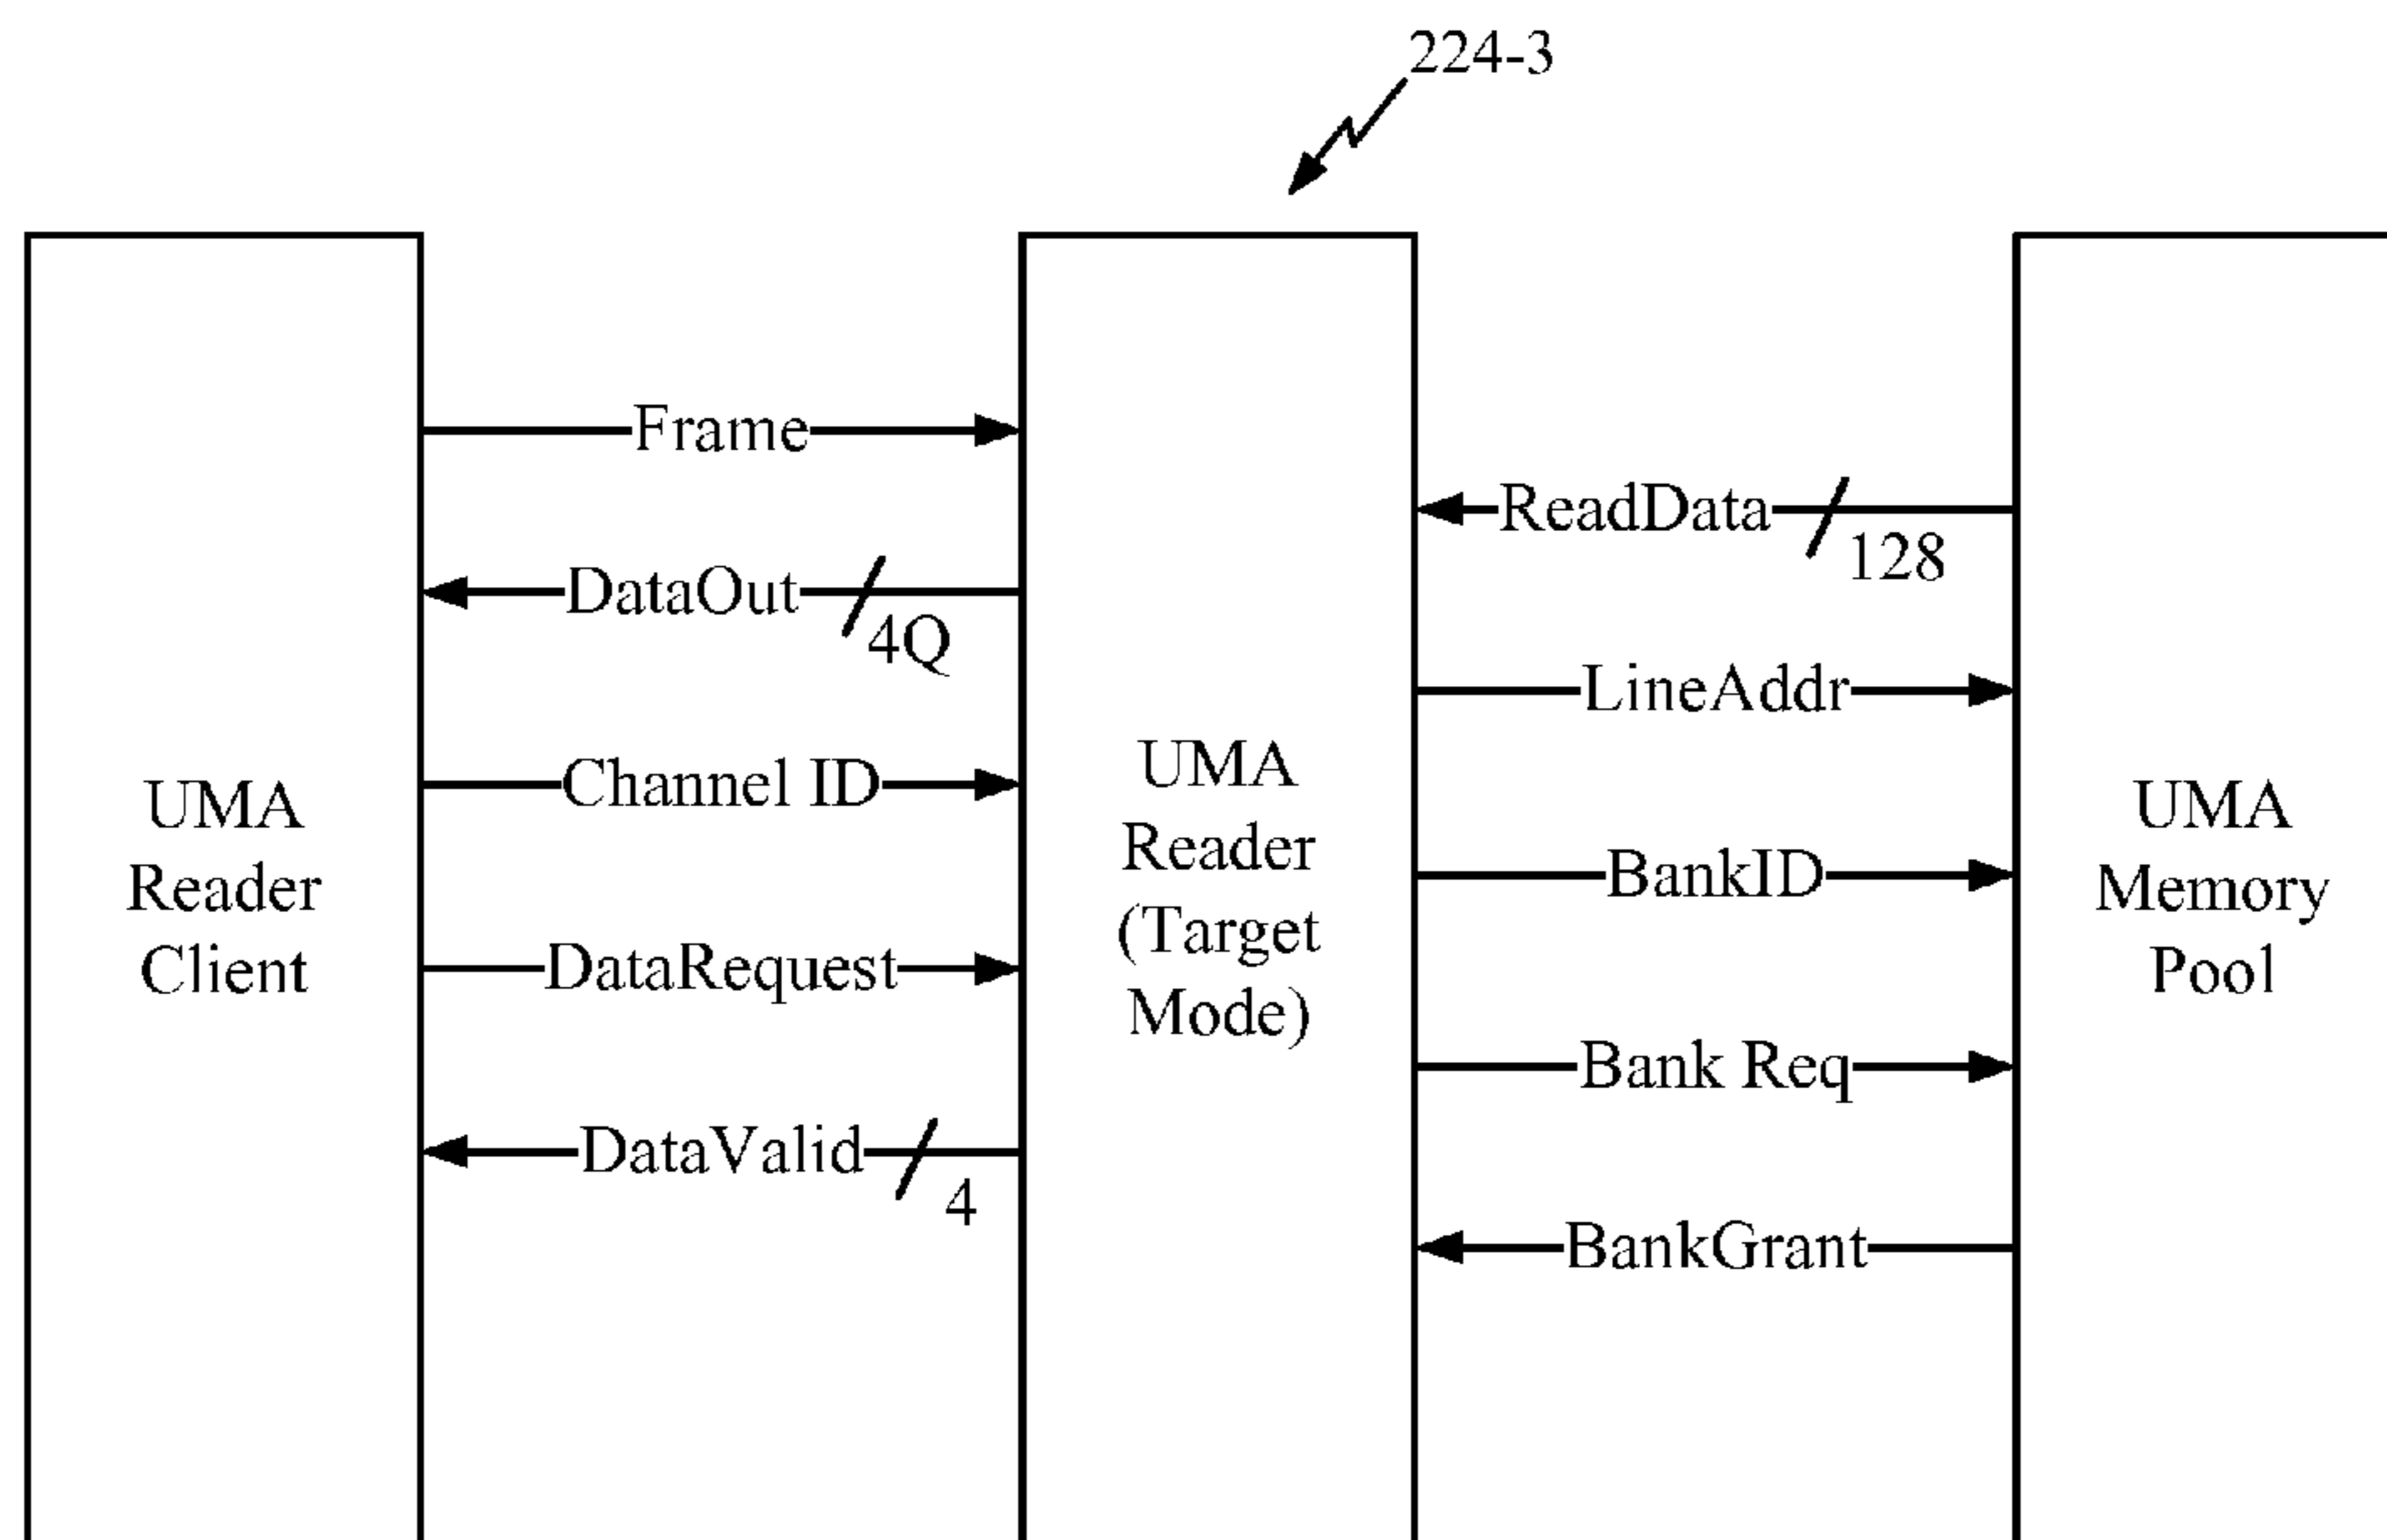 224-3
Frame
ReadData
128
DataOut
4Q
LineAddr
Channel ID
UMA
Reader
Client
UMA
Reader
(Target
Mode)
UMA
Memory
Pool
BankID
DataRequest
Bank Req
DataValid
4
BankGrant